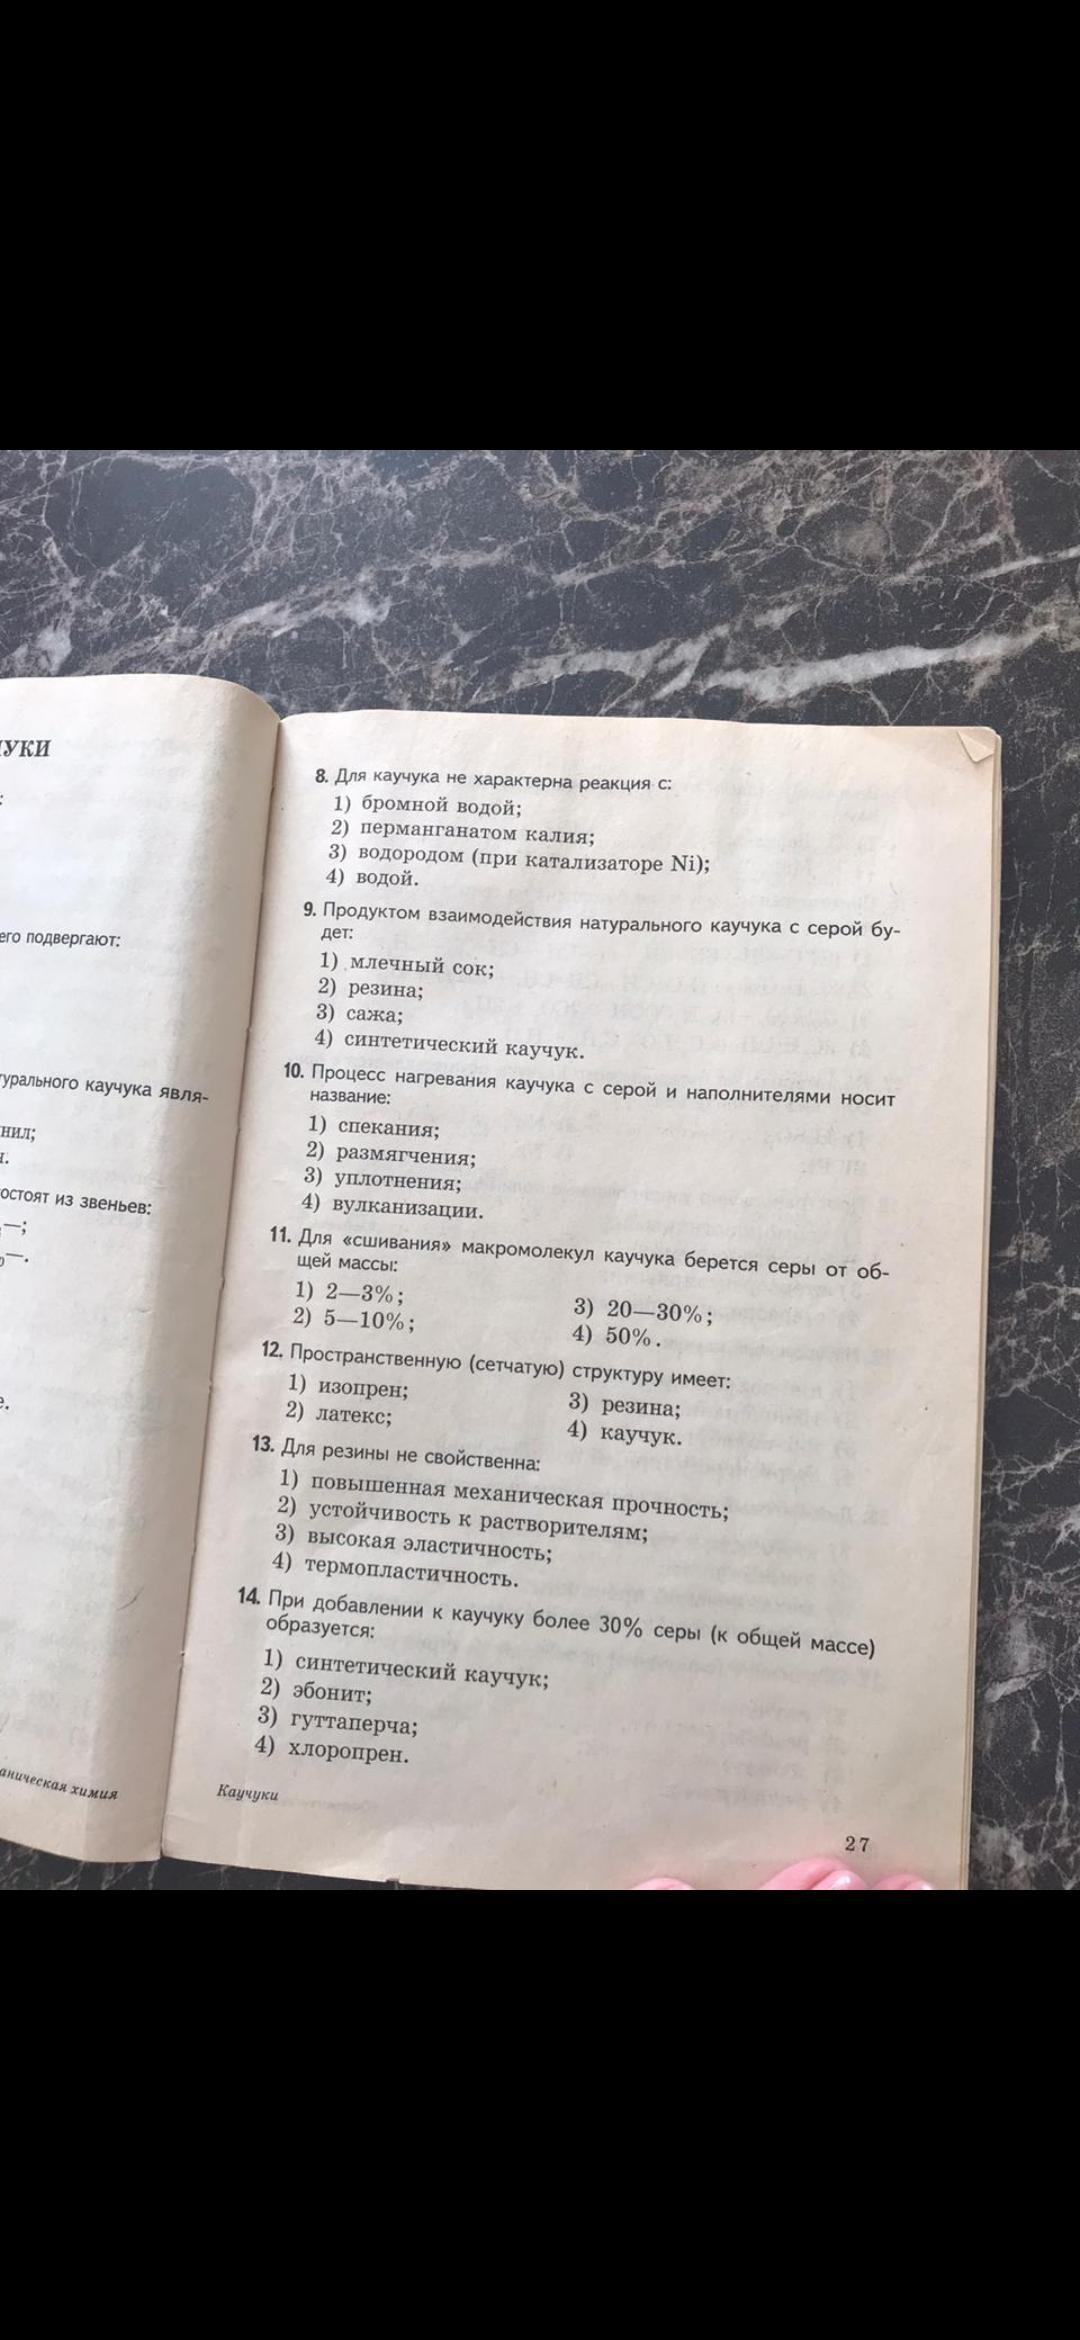 УКИ
его подвергают:
турального каучука явля-
нил;
остоят из звеньев:
—;
—.
е.
аническая химия
8. Для каучука не характерна реакция с:
1) бромной водой;
2) перманганатом калия;
3) водородом (при катализаторе Ni);
4) водой.
9. Продуктом взаимодействия натурального каучука с серой бу-
дет:
1) млечный сок;
2) резина;
3) сажа;
4) синтетический каучук.
10. Процесс нагревания каучука с серой и наполнителями носит
название:
1) спекания;
2) размягчения;
3) уплотнения;
4) вулканизации.
11. Для «сшивания» макромолекул каучука берется серы от об-
щей массы:
1) 2—3%;
2) 5—10%;
3) 20—30%;
4) 50%.
12. Пространственную (сетчатую) структуру имеет:
1) изопрен;
2) латекс;
3) резина;
4) каучук.
13. Для резины не свойственна:
1) повышенная механическая прочность;
2) устойчивость к растворителям;
3) высокая эластичность;
4) термопластичность.
14. При добавлении к каучуку более 30% серы (к общей массе)
образуется:
1) синтетический каучук;
2) эбонит;
3) гуттаперча;
4) хлоропрен.
Каучуки
27